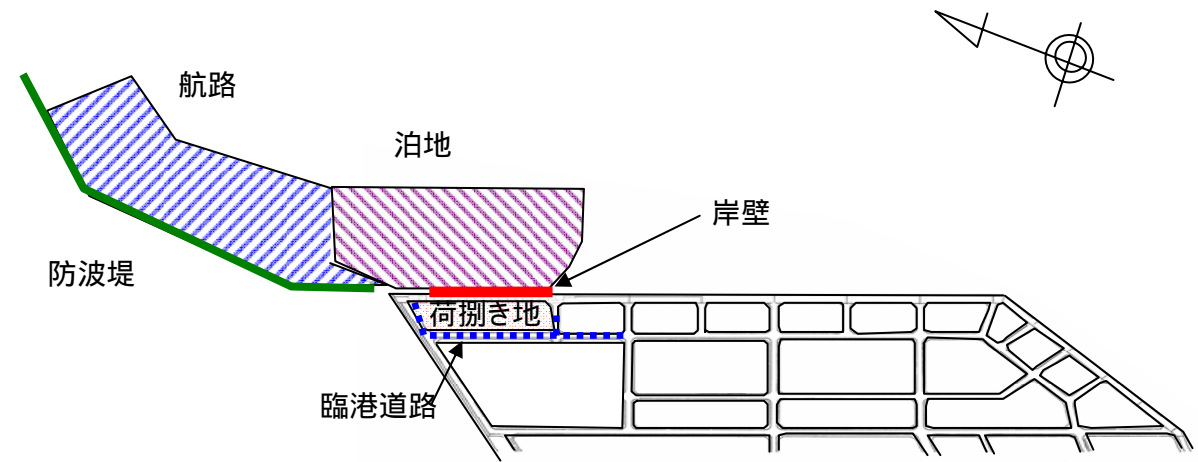 航路
泊地
岸壁
防波堤
荷捌き地
臨港道路